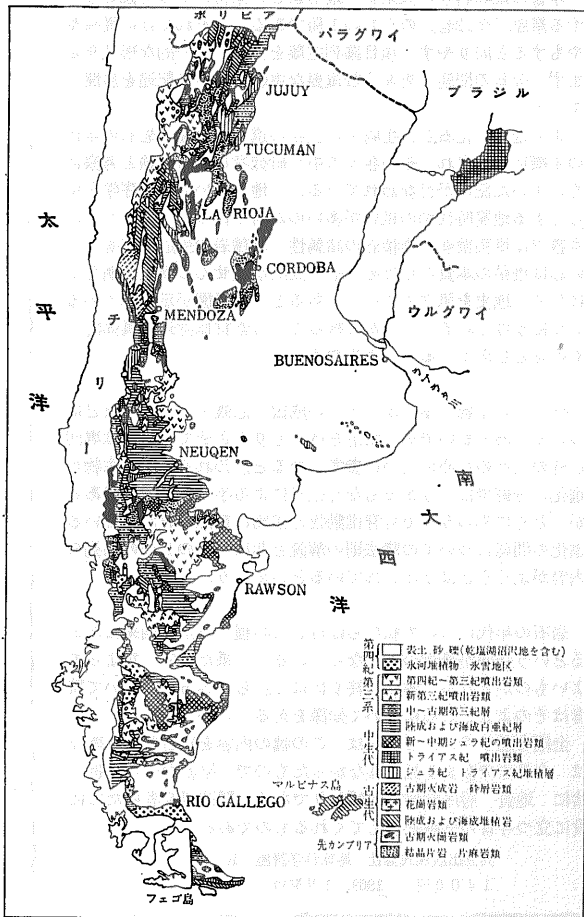 ボリビア
パラグワイ
ブラジル
JUJUY
TUCUMAN
LA RIOJA
CORDOBA
MENDOZA
ウルグワイ
BUENOSAIRES
太平洋
チリー
NEUQEN
南大西洋
RAWSON
RIO GALLEGO
マルビナス島
フェゴ島
第四紀
表土 砂 礫(乾塩湖沼沢地を含む)
氷河堆積物 氷雪地区
第三系
第四紀〜第三紀噴出岩類
新第三紀噴出岩類
中〜古期第三紀層
中生代
陸成および海成白亜紀層
新〜中期ジュラ紀の噴出岩類
トライアス紀 噴出岩類
ジュラ紀 トライアス紀堆積層
古生代
古期火成岩 砕屑岩類
花崗岩類
陸成および海成堆積岩
先カンブリア
古期火崗岩類
結晶片岩 片麻岩類